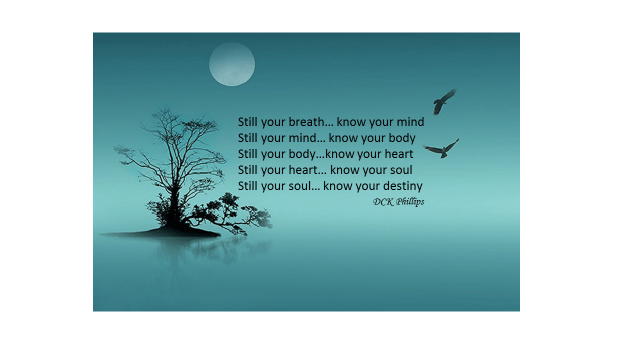 Still your breath... know your mind
Still your mind... know your body
Still your body...know your heart
Still your heart... know your soul
Still your soul... know your destiny
DCK Phillips